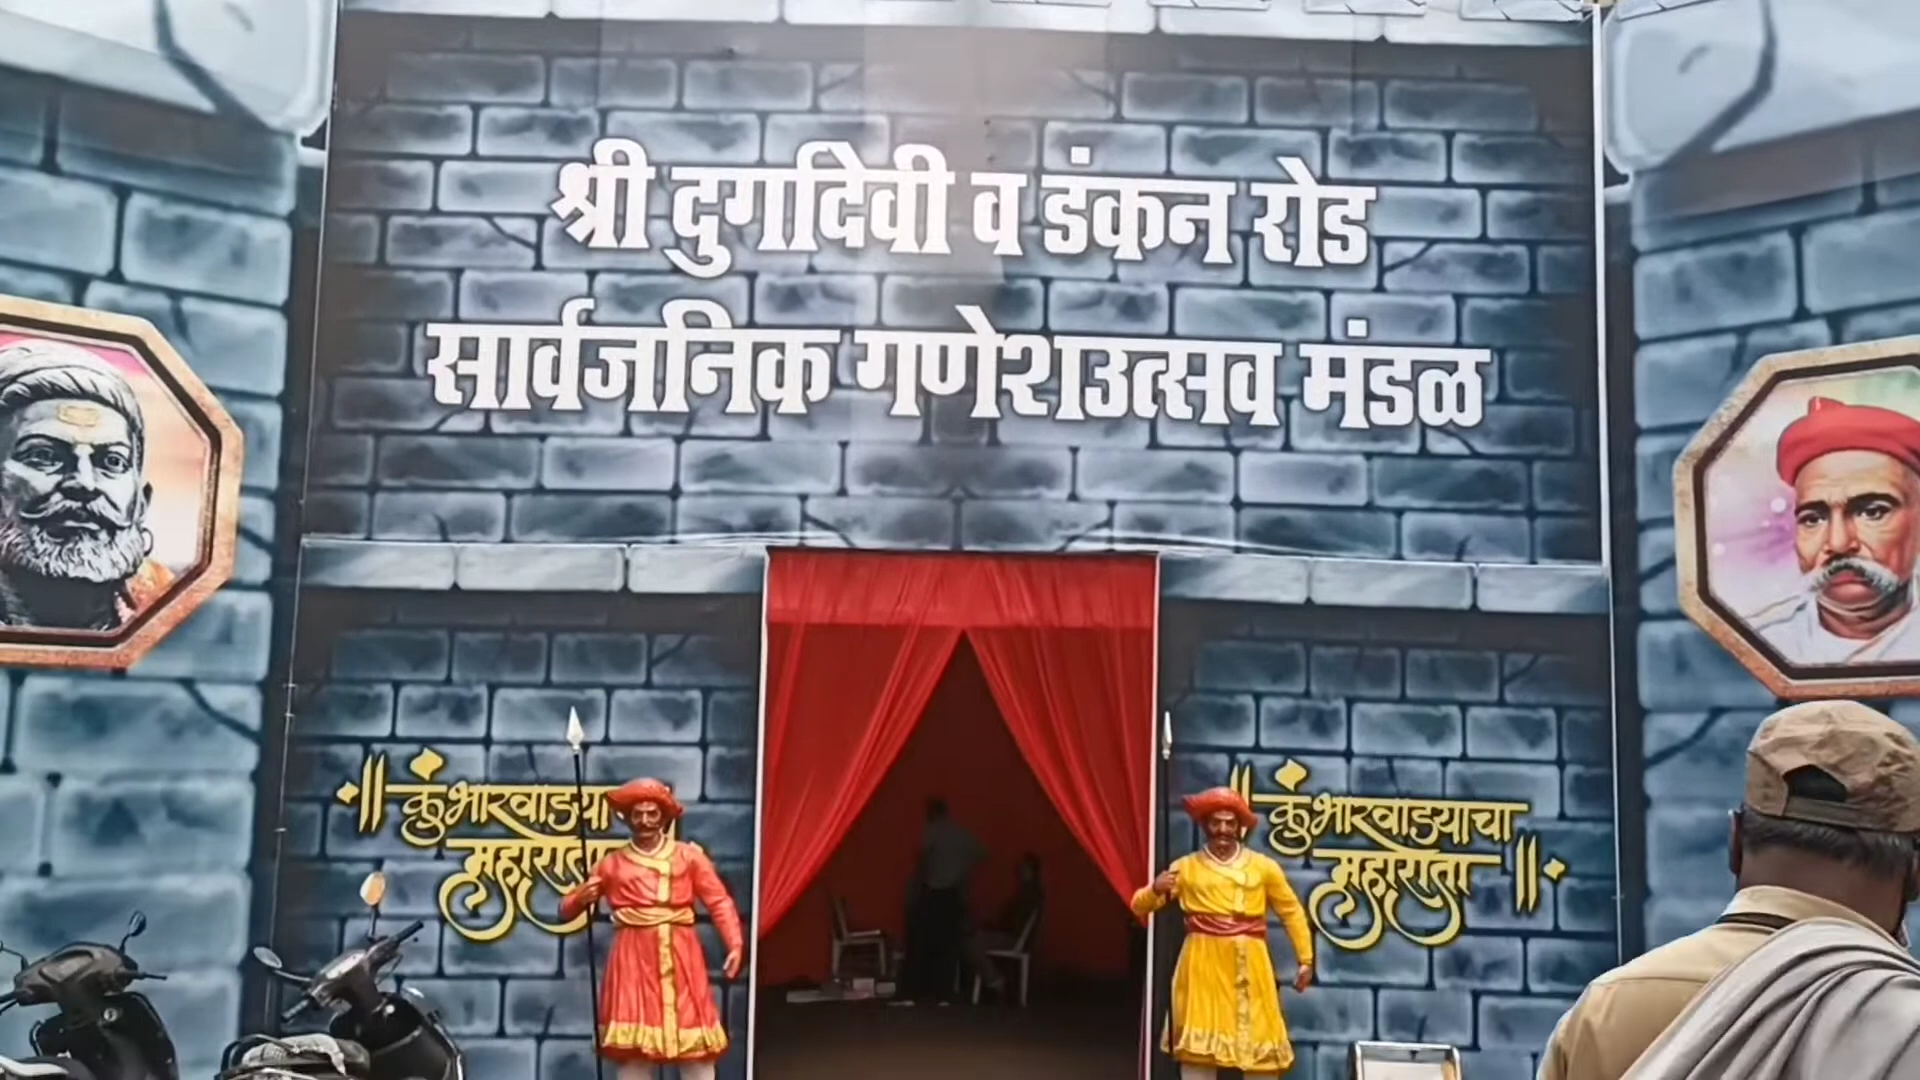 श्री दुर्गादेवी व डंकन रोड
सार्वजनिक गणेशउत्सव मंडळ
कुंभारवाड्या
महाराजा
कुंभारवाड्याचा
महाराजा